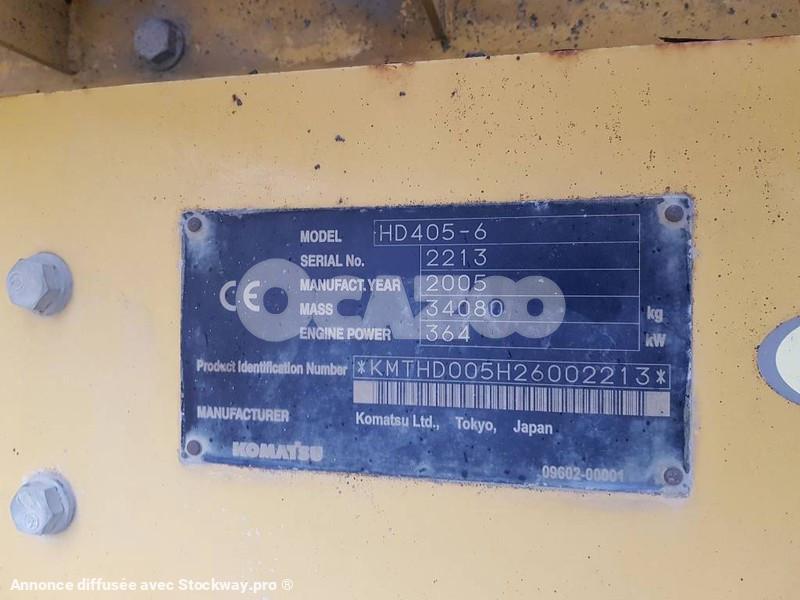 MODEL HD405-6
SERIAL No. 2213
MANUFACT.YEAR 2005
CE MASS 34080 kg
OCAZOO
ENGINE POWER 364 kW
Product Identification Number *KMTHD005H26002213*
MANUFACTURER Komatsu Ltd., Tokyo, Japan
KOMATSU
09602-00001
Annonce diffusée avec Stockway.pro ®